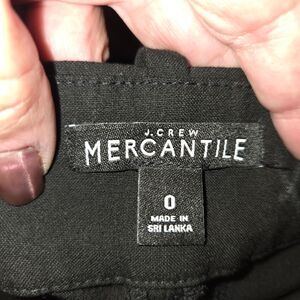 J.CREW
MERCANTILE
0
MADE IN
SRI LANKA